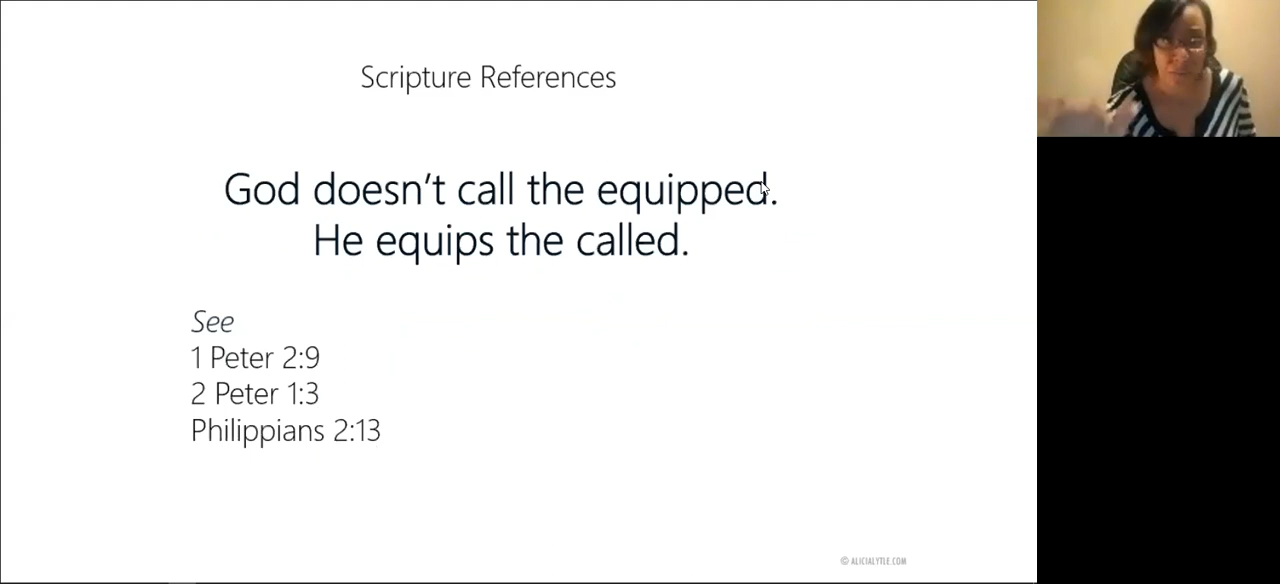 Scripture References
God doesn't call the equipped.
He equips the called.
See
1 Peter 2:9
2 Peter 1:3
Philippians 2:13
© ALICIALYTLE.COM